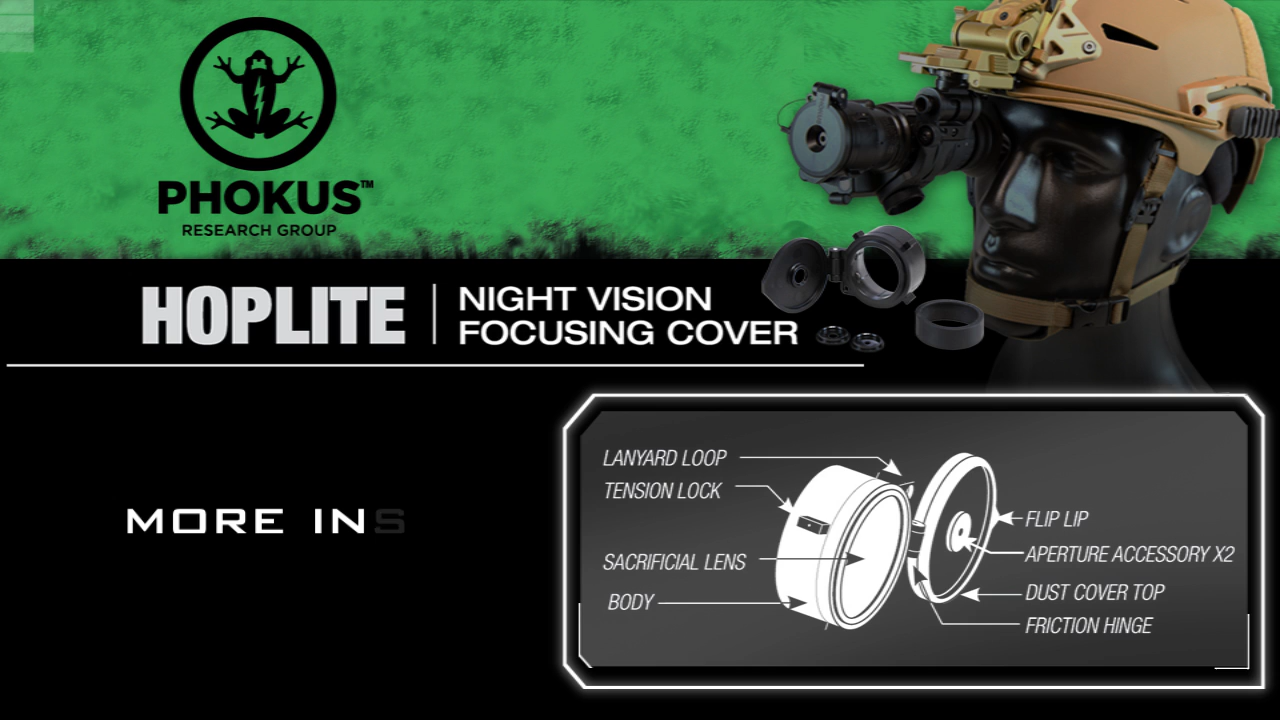 PHOKUS™
RESEARCH GROUP
HOPLITE
NIGHT VISION
FOCUSING COVER
MORE INS
LANYARD LOOP
TENSION LOCK
SACRIFICIAL LENS
BODY
FLIP LIP
APERTURE ACCESSORY X2
DUST COVER TOP
FRICTION HINGE